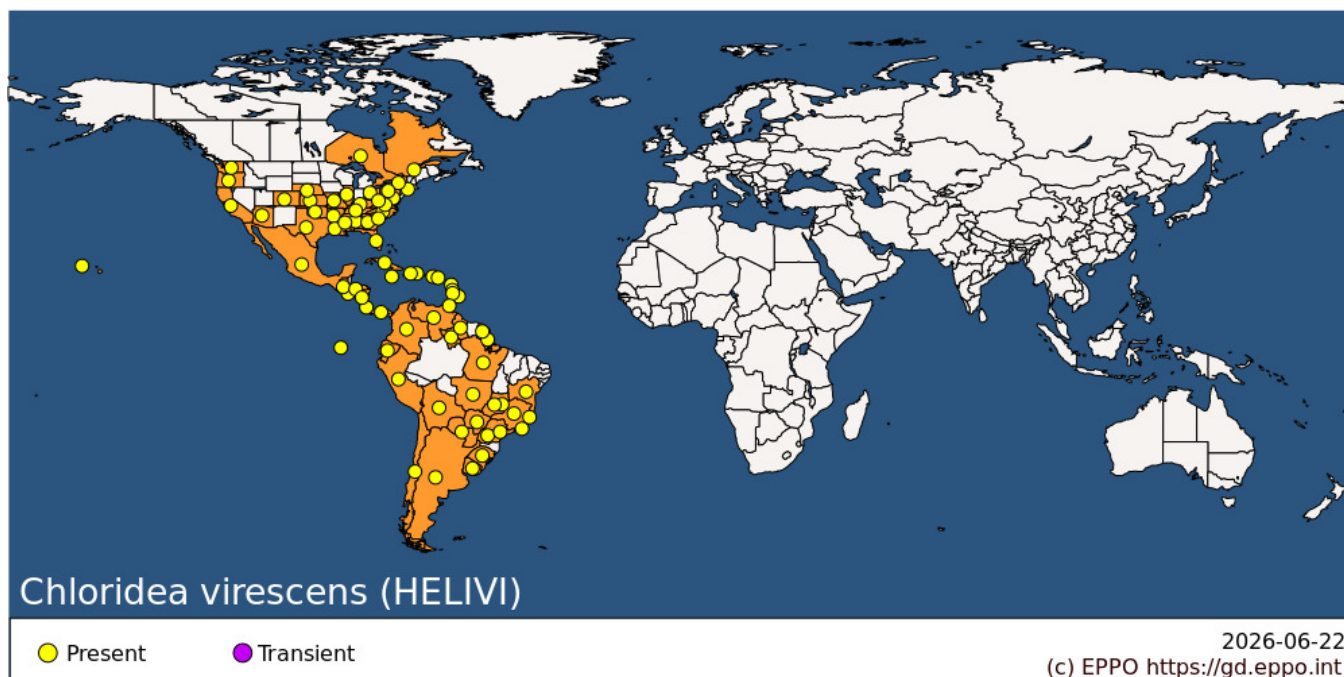 Chloridea virescens (HELIVI)
Present
Transient
2026-06-22
(c) EPPO https://gd.eppo.int